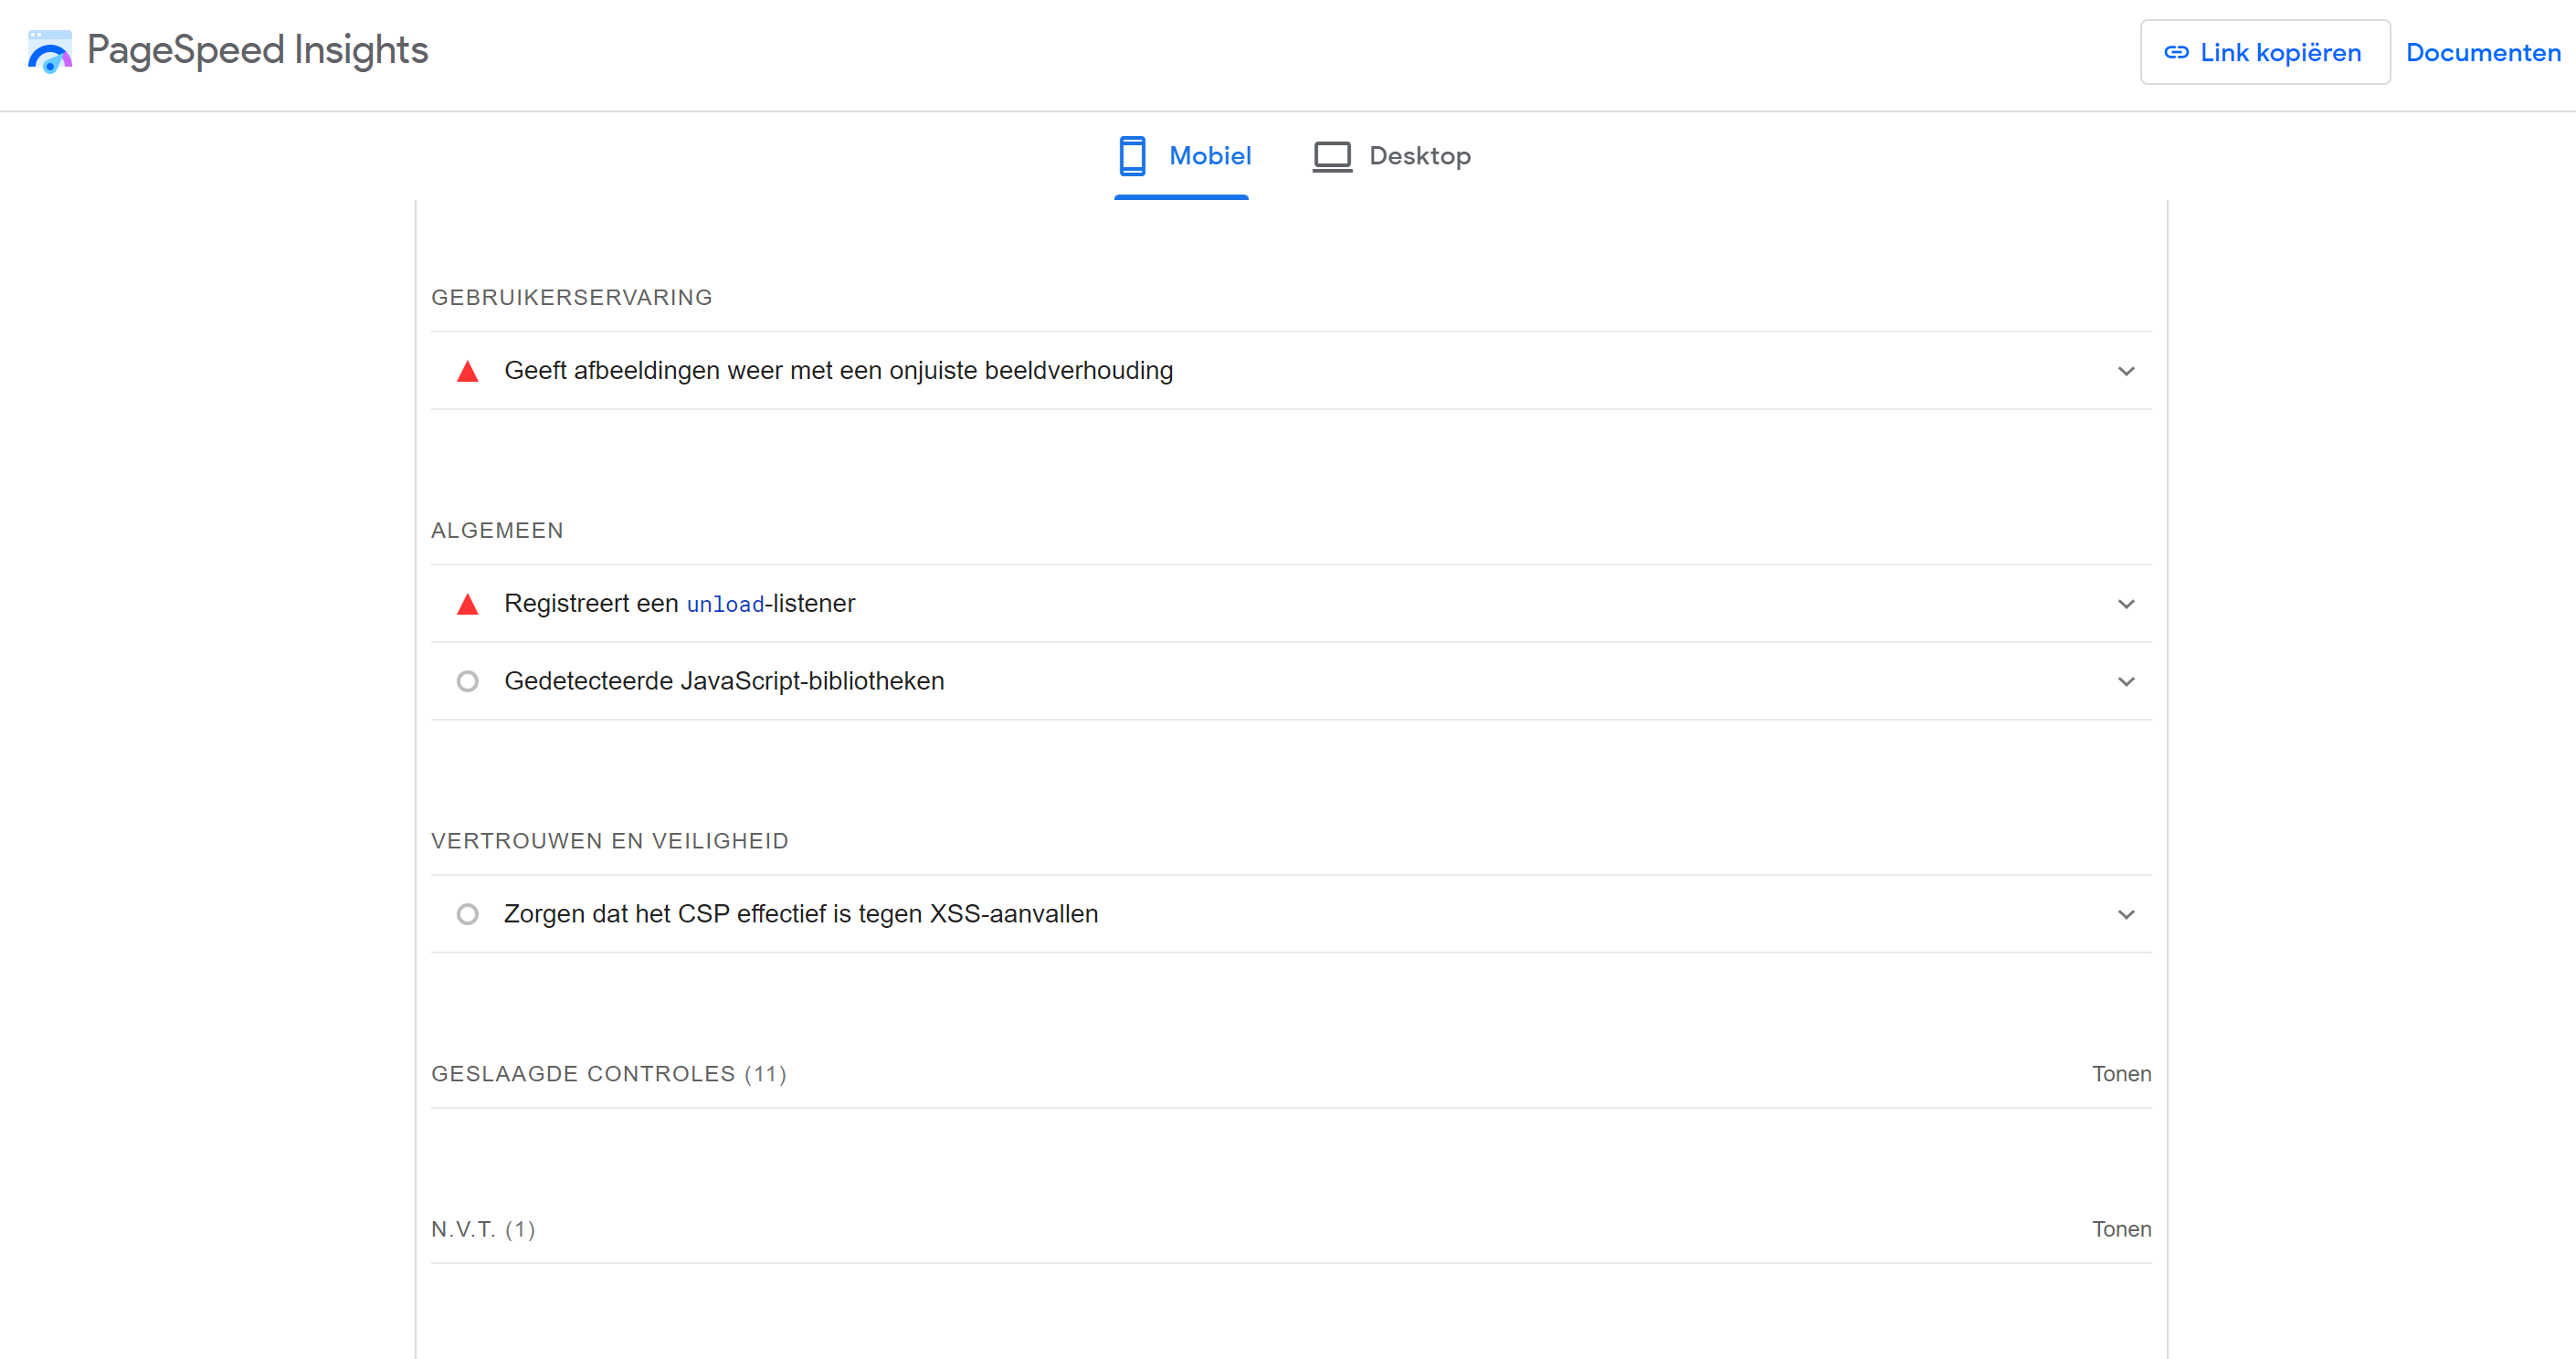 PageSpeed Insights
Link kopiëren
Documenten
Mobiel
Desktop
GEBRUIKERSERVARING
Geeft afbeeldingen weer met een onjuiste beeldverhouding
ALGEMEEN
Registreert een unload-listener
Gedetecteerde JavaScript-bibliotheken
VERTROUWEN EN VEILIGHEID
Zorgen dat het CSP effectief is tegen XSS-aanvallen
GESLAAGDE CONTROLES (11)
Tonen
N.V.T. (1)
Tonen